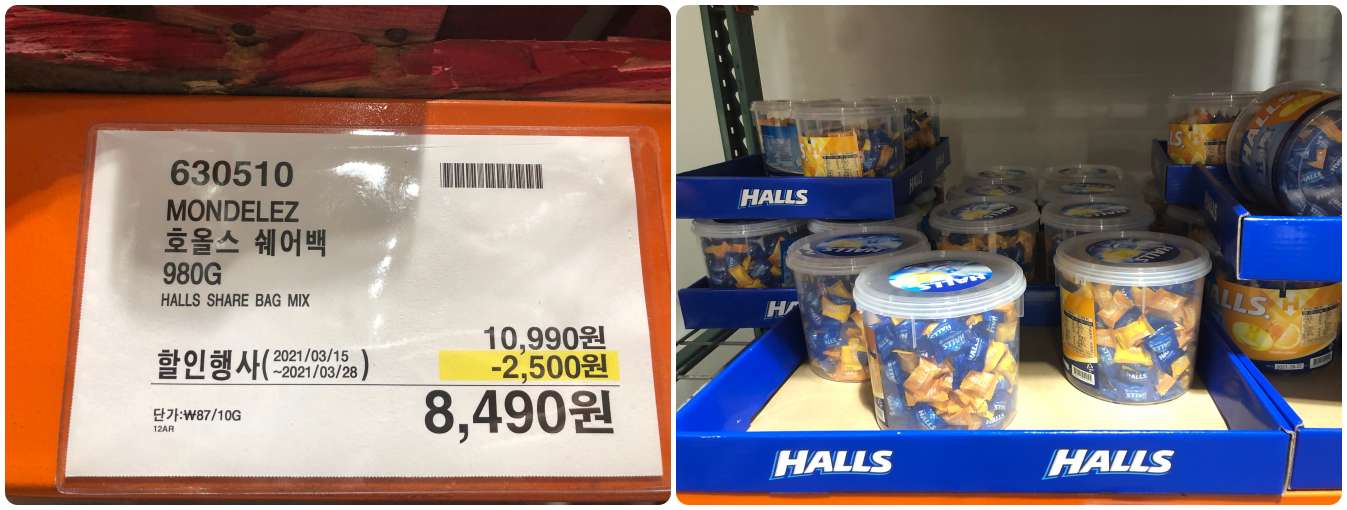 630510
MONDELEZ
호올스 쉐어백
980G
HALLS SHARE BAG MIX
10,990원
할인행사( 2021/03/15 ~2021/03/28 )
-2,500원
8,490원
단가:₩87/10G
12AR
HALLS
HALLS
HALLS
HALLS
HALLS
HALLS